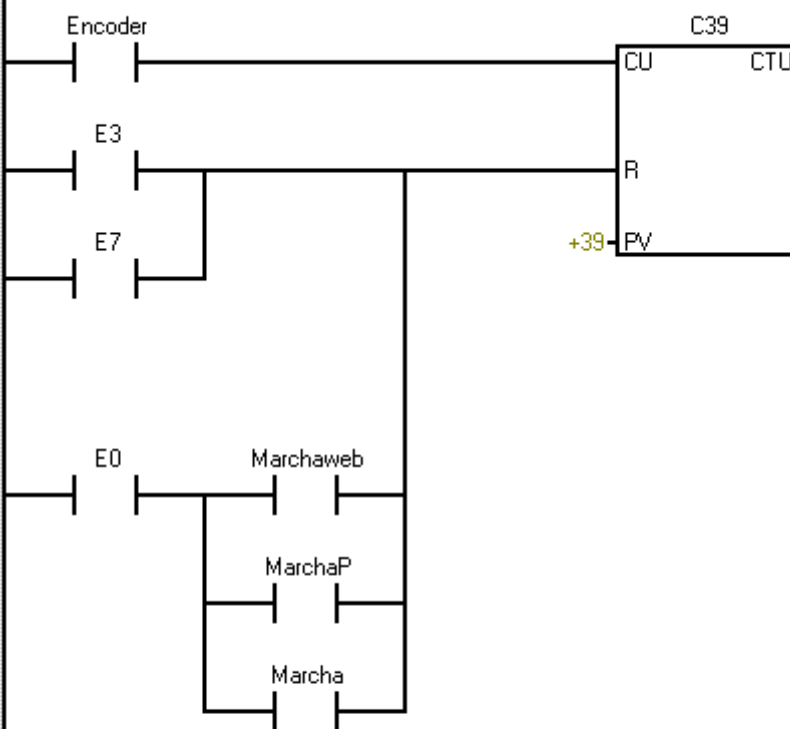 Encoder
C39
CU
CTU
E3
R
E7
+39
PV
E0
Marchaweb
MarchaP
Marcha